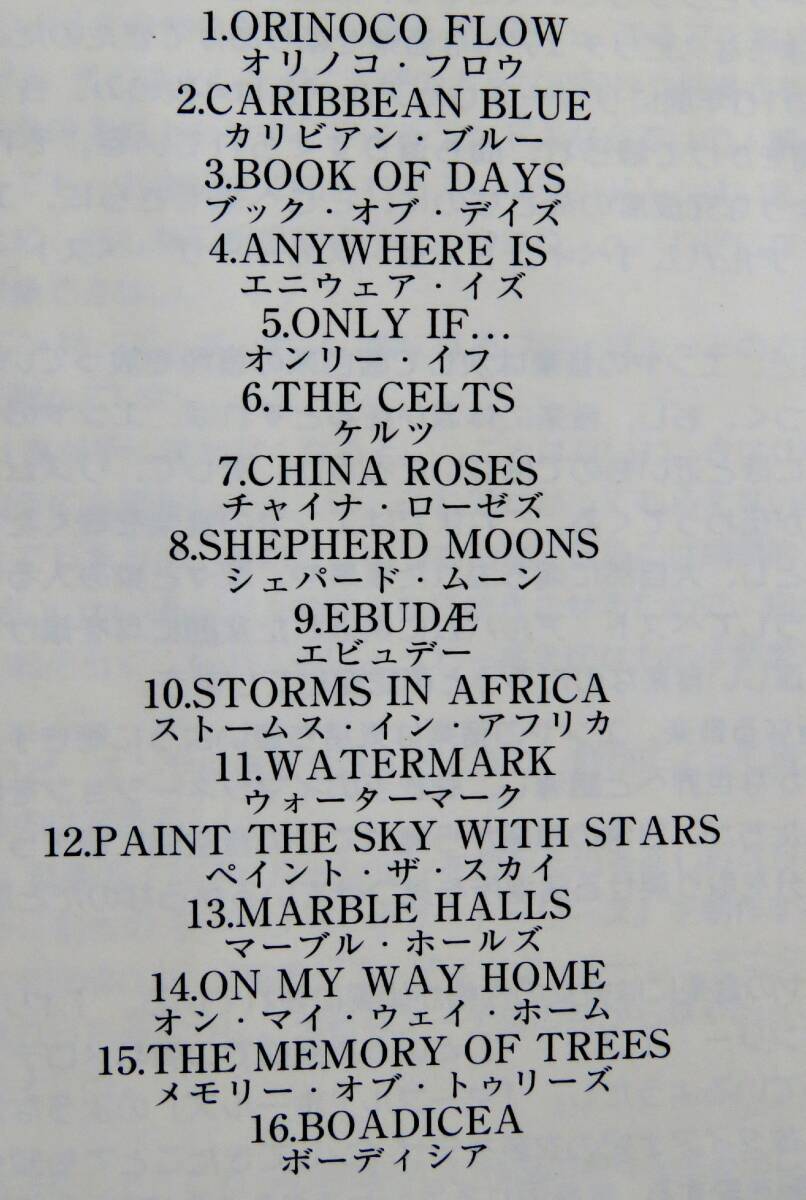 1.ORINOCO FLOW
オリノコ・フロウ
2.CARIBBEAN BLUE
カリビアン・ブルー
3.BOOK OF DAYS
ブック・オブ・デイズ
4.ANYWHERE IS
エニウェア・イズ
5.ONLY IF…
オンリー・イフ
6.THE CELTS
ケルツ
7.CHINA ROSES
チャイナ・ローゼズ
8.SHEPHERD MOONS
シェパード・ムーン
9.EBUDÆ
エビュデー
10.STORMS IN AFRICA
ストームス・イン・アフリカ
11.WATERMARK
ウォーターマーク
12.PAINT THE SKY WITH STARS
ペイント・ザ・スカイ
13.MARBLE HALLS
マーブル・ホールズ
14.ON MY WAY HOME
オン・マイ・ウェイ・ホーム
15.THE MEMORY OF TREES
メモリー・オブ・トゥリーズ
16.BOADICEA
ボーディシア